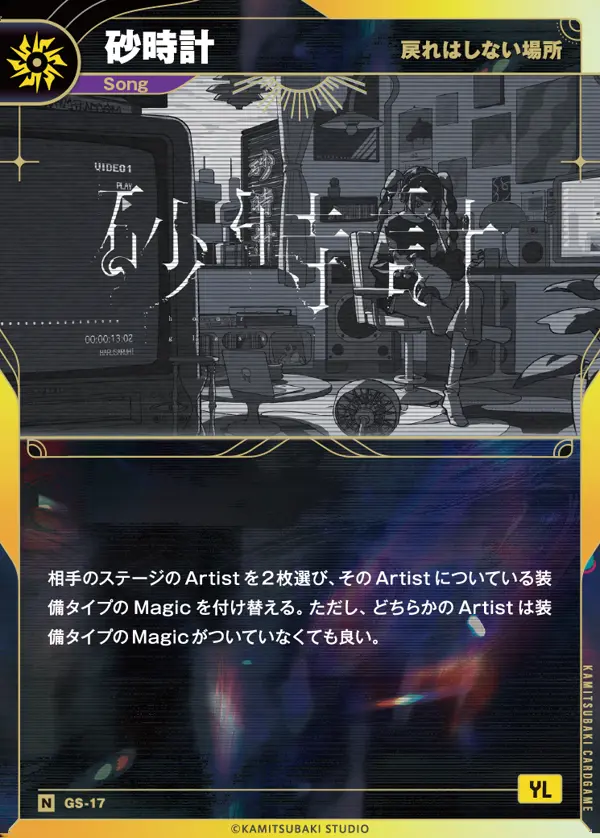 砂時計
戻れはしない場所
Song
VIDEO1
PLAY
砂時計
砂時計
00:00:13:02
HARUSARUHI
相手のステージのArtistを2枚選び、そのArtistについている装
備タイプのMagicを付け替える。ただし、どちらかのArtistは装
備タイプのMagicがついていなくても良い。
KAMITSUBAKI CARDGAME
YL
N GS-17
©KAMITSUBAKI STUDIO